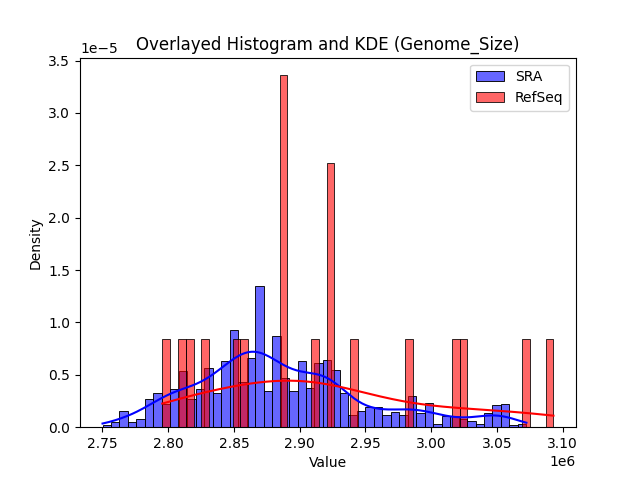 Overlayed Histogram and KDE (Genome_Size)
1e−5
3.5
3.0
2.5
2.0
1.5
1.0
0.5
0.0
Density
SRA
RefSeq
2.75 2.80 2.85 2.90 2.95 3.00 3.05 3.10
Value
1e6